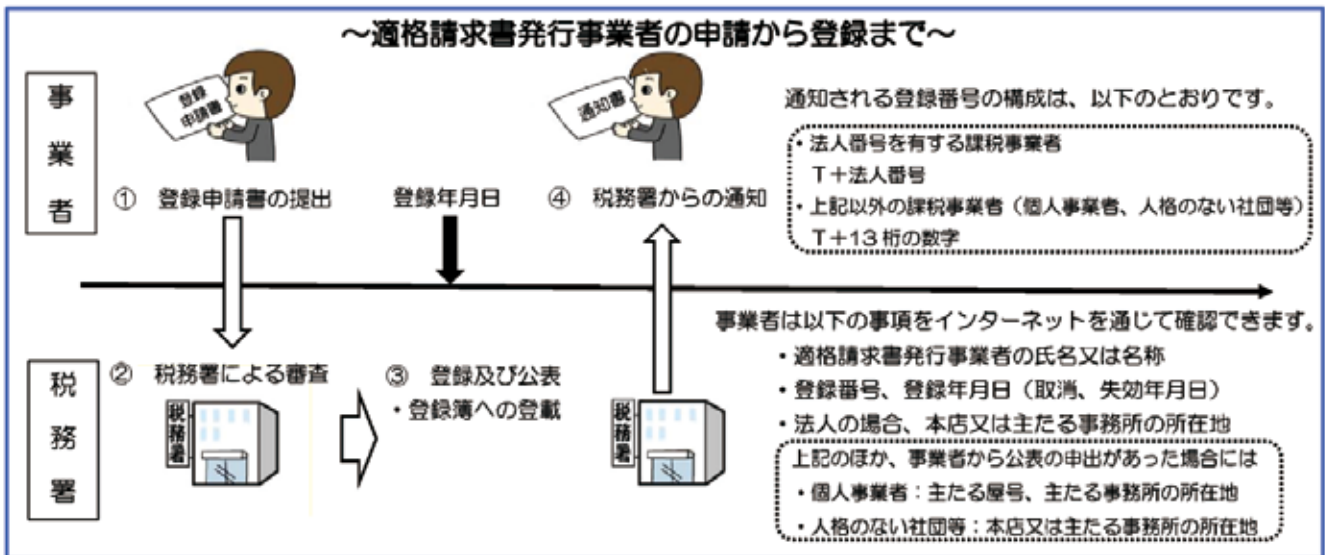 ～適格請求書発行事業者の申請から登録まで～
事業者
登録申請書
通知書
① 登録申請書の提出
登録年月日
④ 税務署からの通知
通知される登録番号の構成は、以下のとおりです。
・法人番号を有する課税事業者
T＋法人番号
・上記以外の課税事業者（個人事業者、人格のない社団等）
T＋13桁の数字
税務署
② 税務署による審査
税務署
③ 登録及び公表
・登録簿への登載
税務署
事業者は以下の事項をインターネットを通じて確認できます。
・適格請求書発行事業者の氏名又は名称
・登録番号、登録年月日（取消、失効年月日）
・法人の場合、本店又は主たる事務所の所在地
上記のほか、事業者から公表の申出があった場合には
・個人事業者：主たる屋号、主たる事務所の所在地
・人格のない社団等：本店又は主たる事務所の所在地